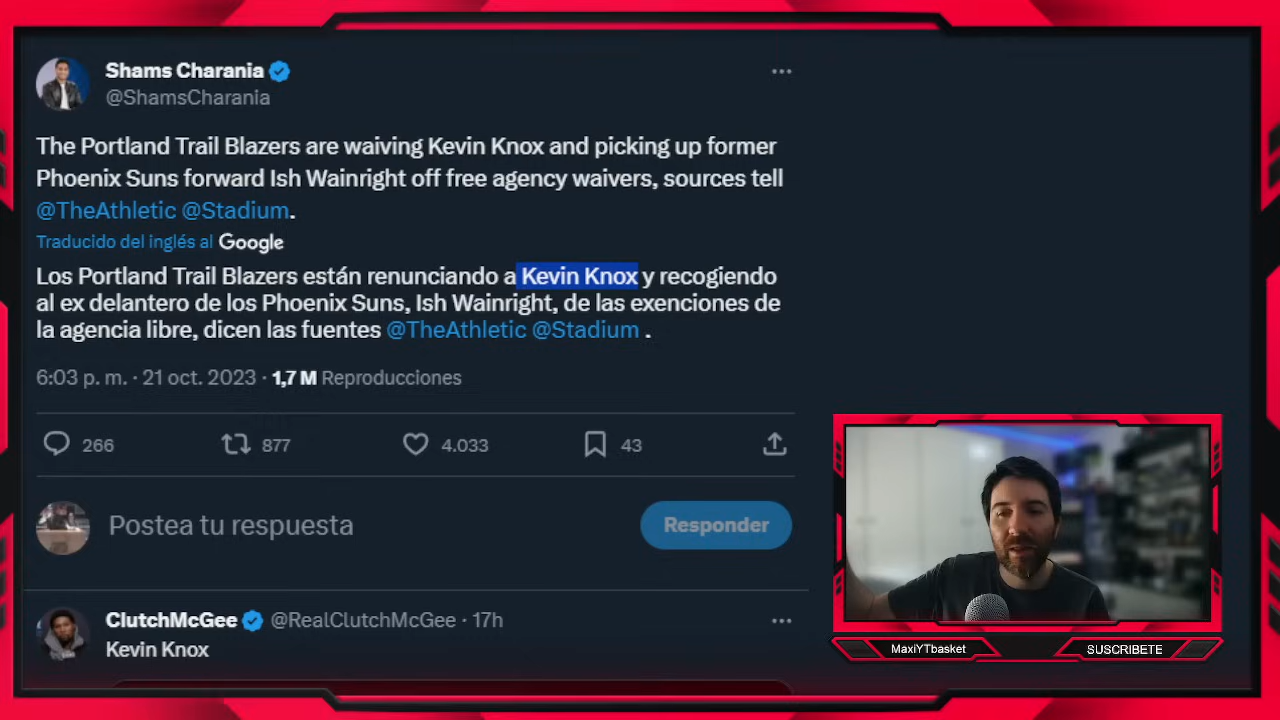 Shams Charania
@ShamsCharania
The Portland Trail Blazers are waiving Kevin Knox and picking up former
Phoenix Suns forward Ish Wainright off free agency waivers, sources tell
@TheAthletic @Stadium.
Traducido del inglés al Google
Los Portland Trail Blazers están renunciando a Kevin Knox y recogiendo
al ex delantero de los Phoenix Suns, Ish Wainright, de las exenciones de
la agencia libre, dicen las fuentes @TheAthletic @Stadium .
6:03 p. m. · 21 oct. 2023 · 1,7 M Reproducciones
266 877 4.033 43
Postea tu respuesta
Responder
ClutchMcGee @RealClutchMcGee · 17h
Kevin Knox
MaxiYTbasket
SUSCRIBETE